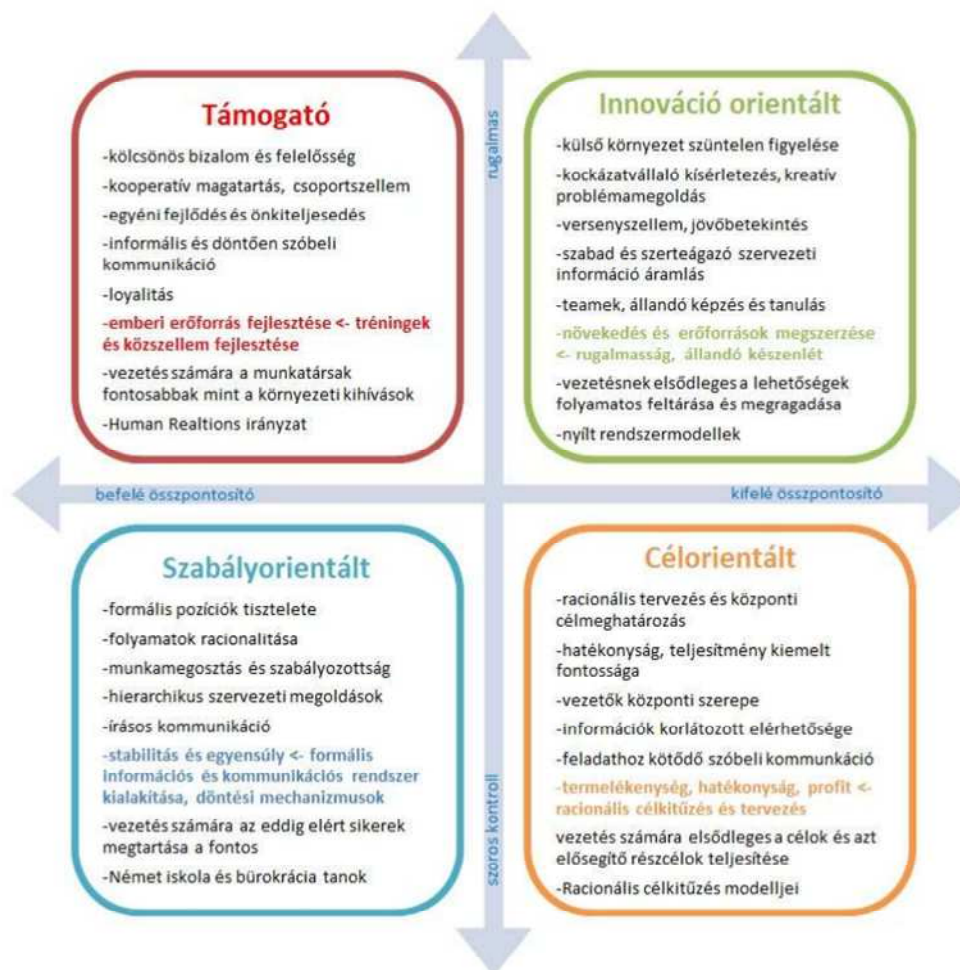 rugalmas
Támogató
-kölcsönös bizalom és felelősség
-kooperatív magatartás, csoportszellem
-egyéni fejlődés és önkiteljesedés
-informális és döntően szóbeli
kommunikáció
-loyalitás
-emberi erőforrás fejlesztése <- tréningek
és közszellem fejlesztése
-vezetés számára a munkatársak
fontosabbak mint a környezeti kihívások
-Human Realtions irányzat
Innováció orientált
-külső környezet szüntelen figyelése
-kockázatvállaló kísérletezés, kreatív
problémamegoldás
-versenyszellem, jövőbetekintés
-szabad és szerteágazó szervezeti
információ áramlás
-teamek, állandó képzés és tanulás
-növekedés és erőforrások megszerzése
<- rugalmasság, állandó készenlét
-vezetésnek elsődleges a lehetőségek
folyamatos feltárása és megragadása
-nyílt rendszermodellek
befelé összpontosító
kifelé összpontosító
Szabályorientált
-formális pozíciók tisztelete
-folyamatok racionalitása
-munkamegosztás és szabályozottság
-hierarchikus szervezeti megoldások
-írásos kommunikáció
-stabilitás és egyensúly <- formális
információs és kommunikációs rendszer
kialakítása, döntési mechanizmusok
-vezetés számára az eddig elért sikerek
megtartása a fontos
-Német iskola és bürokrácia tanok
Célorientált
-racionális tervezés és központi
célmeghatározás
-hatékonyság, teljesítmény kiemelt
fontossága
-vezetők központi szerepe
-információk korlátozott elérhetősége
-feladathoz kötődő szóbeli kommunkáció
-termelékenység, hatékonyság, profit <-
racionális célkitűzés és tervezés
vezetés számára elsődleges a célok és azt
elősegítő részcélok teljesítése
-Racionális célkitűzés modelljei
szoros kontroll